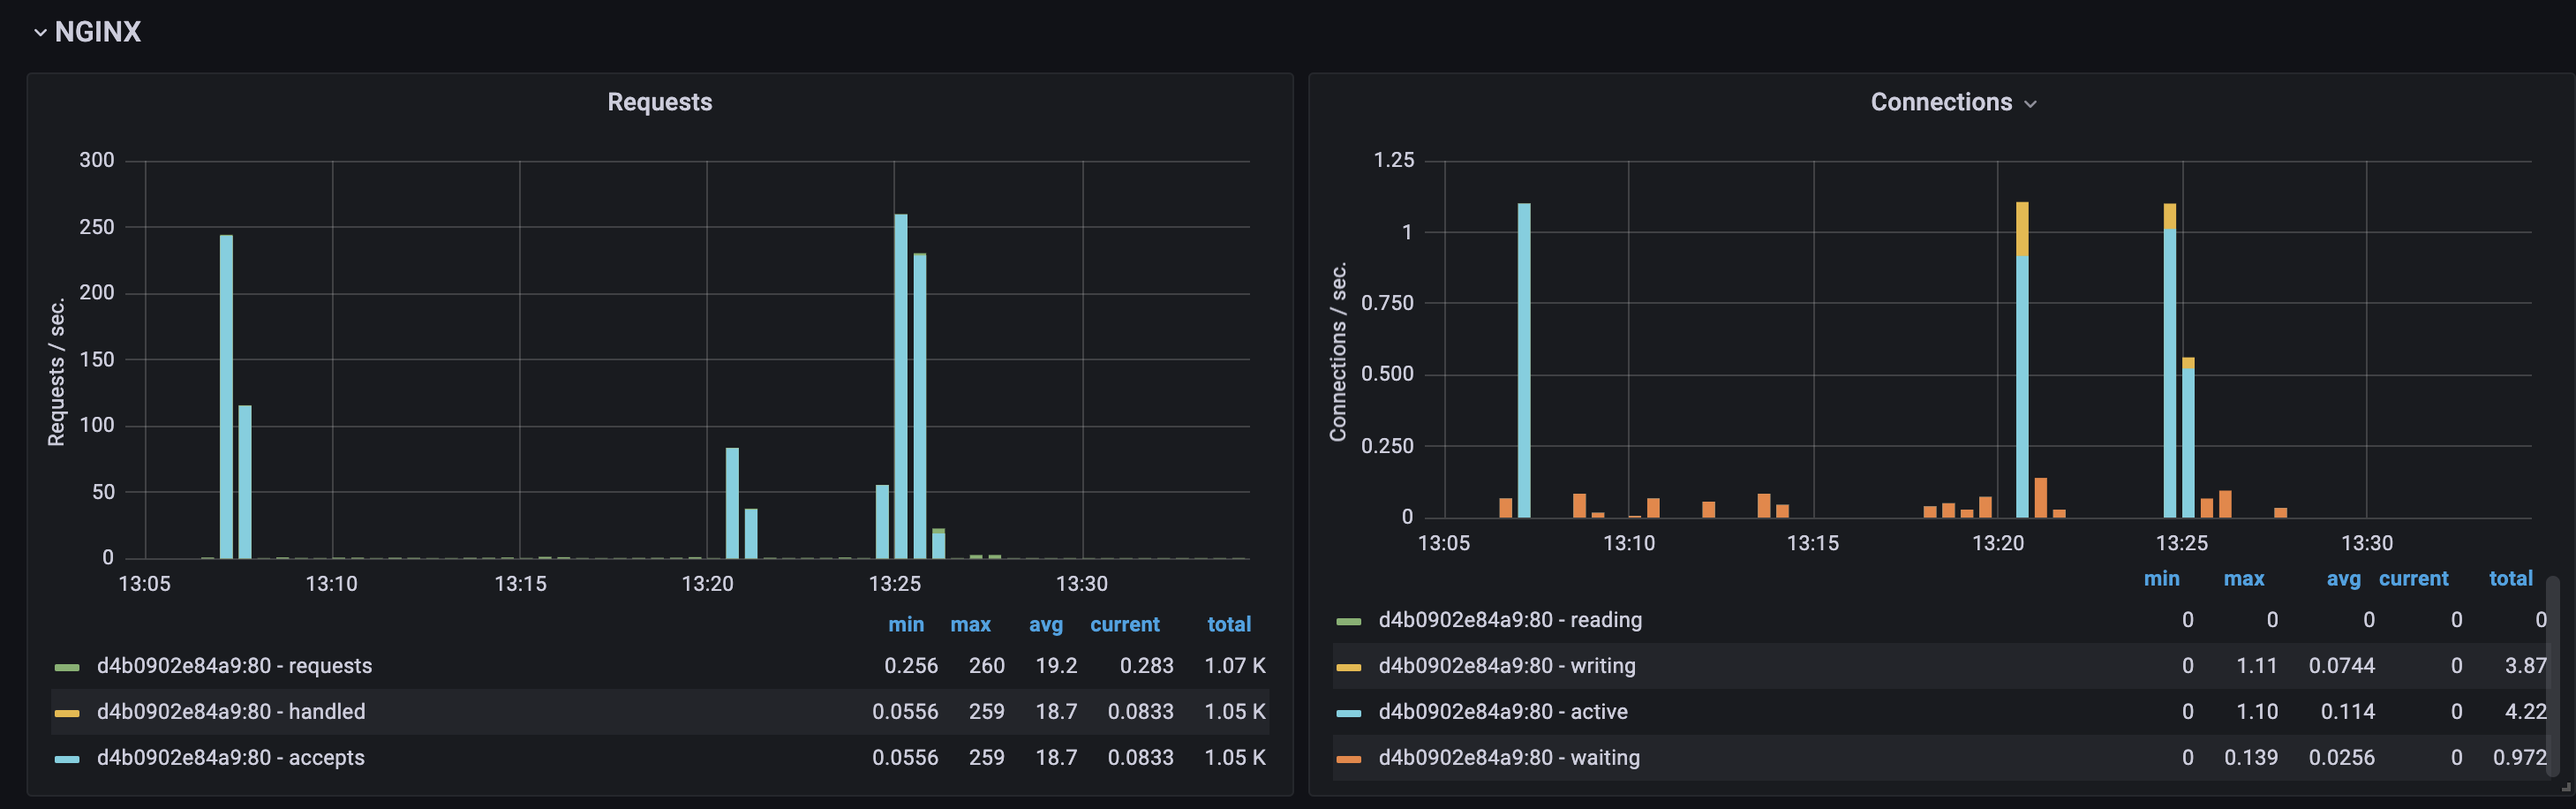 NGINX
Requests
Requests / sec.
300
250
200
150
100
50
0
13:05 13:10 13:15 13:20 13:25 13:30
min max avg current total
d4b0902e84a9:80 - requests 0.256 260 19.2 0.283 1.07 K
d4b0902e84a9:80 - handled 0.0556 259 18.7 0.0833 1.05 K
d4b0902e84a9:80 - accepts 0.0556 259 18.7 0.0833 1.05 K
Connections
Connections / sec.
1.25
1
0.750
0.500
0.250
0
13:05 13:10 13:15 13:20 13:25 13:30
min max avg current total
d4b0902e84a9:80 - reading 0 0 0 0 0
d4b0902e84a9:80 - writing 0 1.11 0.0744 0 3.87
d4b0902e84a9:80 - active 0 1.10 0.114 0 4.22
d4b0902e84a9:80 - waiting 0 0.139 0.0256 0 0.972